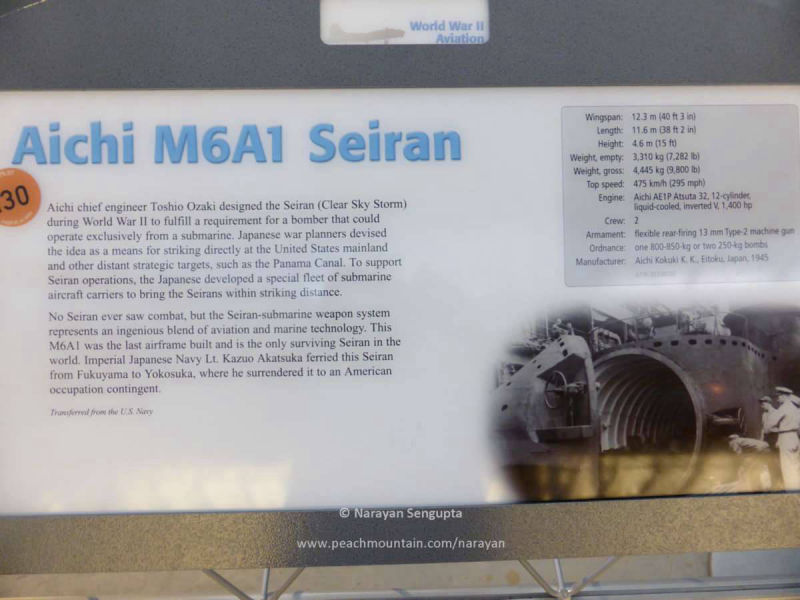 World War II
Aviation
Aichi M6A1 Seiran
30
Aichi chief engineer Toshio Ozaki designed the Seiran (Clear Sky Storm)
during World War II to fulfill a requirement for a bomber that could
operate exclusively from a submarine. Japanese war planners devised
the idea as a means for striking directly at the United States mainland
and other distant strategic targets, such as the Panama Canal. To support
Seiran operations, the Japanese developed a special fleet of submarine
aircraft carriers to bring the Seirans within striking distance.
No Seiran ever saw combat, but the Seiran-submarine weapon system
represents an ingenious blend of aviation and marine technology. This
M6A1 was the last airframe built and is the only surviving Seiran in the
world. Imperial Japanese Navy Lt. Kazuo Akatsuka ferried this Seiran
from Fukuyama to Yokosuka, where he surrendered it to an American
occupation contingent.
Transferred from the U.S. Navy
Wingspan: 12.3 m (40 ft 3 in)
Length: 11.6 m (38 ft 2 in)
Height: 4.6 m (15 ft)
Weight, empty: 3,310 kg (7,282 lb)
Weight, gross: 4,445 kg (9,800 lb)
Top speed: 475 km/h (295 mph)
Engine: Aichi AE1P Atsuta 32, 12-cylinder,
liquid-cooled, inverted V, 1,400 hp
Crew: 2
Armament: flexible rear-firing 13 mm Type-2 machine gun
Ordnance: one 800-850-kg or two 250-kg bombs
Manufacturer: Aichi Kokuki K. K., Eitoku, Japan, 1945
© Narayan Sengupta
www.peachmountain.com/narayan